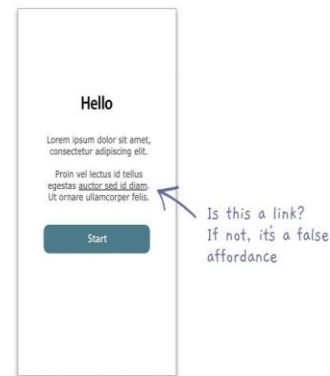 Hello
Lorem ipsum dolor sit amet,
consectetur adipiscing elit.
Proin vel lectus id tellus
egestas auctor sed id diam.
Ut ornare ullamcorper felis.
Start
Is this a link?
If not, it's a false
affordance